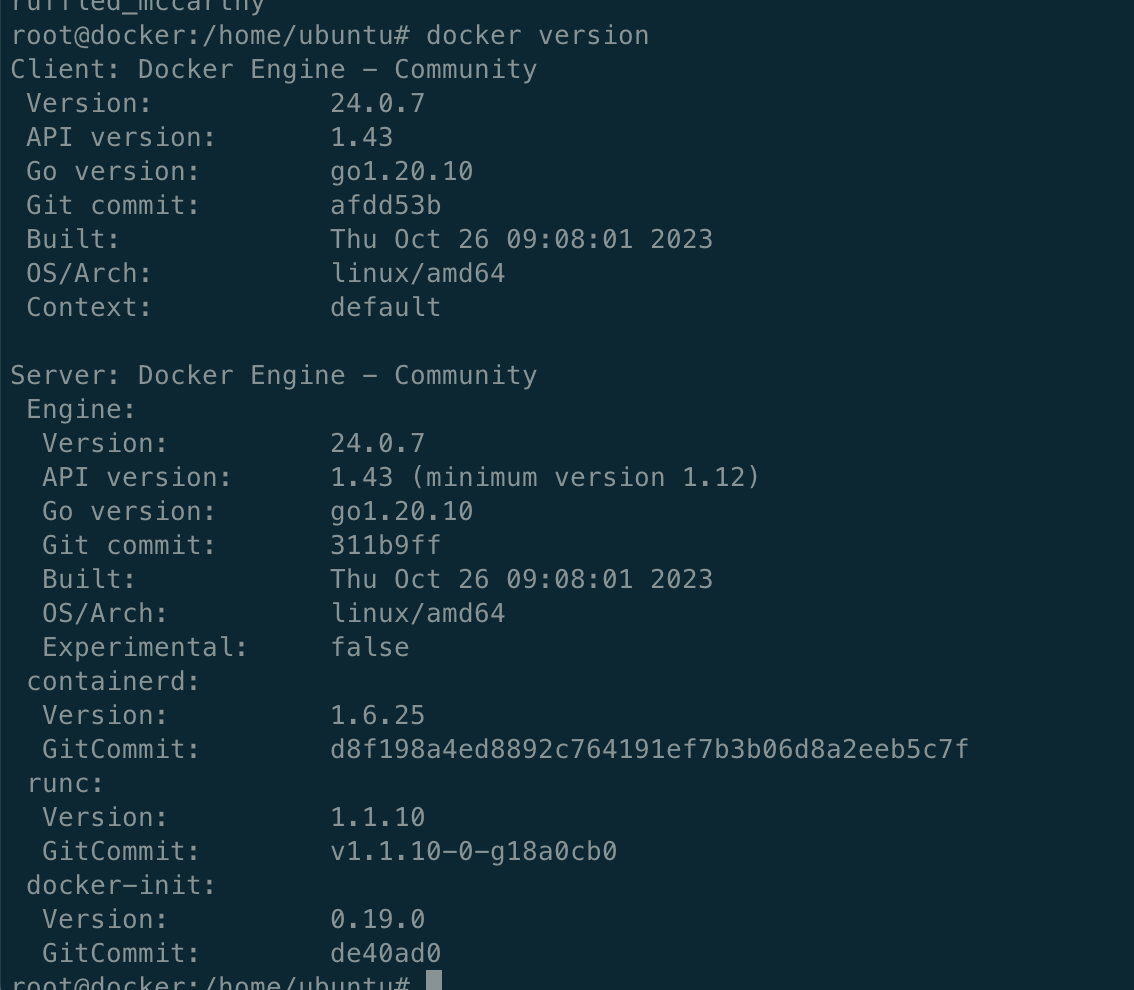 ruffled_mccarthy
root@docker:/home/ubuntu# docker version
Client: Docker Engine - Community
 Version:           24.0.7
 API version:       1.43
 Go version:        go1.20.10
 Git commit:        afdd53b
 Built:             Thu Oct 26 09:08:01 2023
 OS/Arch:           linux/amd64
 Context:           default

Server: Docker Engine - Community
 Engine:
  Version:          24.0.7
  API version:      1.43 (minimum version 1.12)
  Go version:       go1.20.10
  Git commit:       311b9ff
  Built:            Thu Oct 26 09:08:01 2023
  OS/Arch:          linux/amd64
  Experimental:     false
 containerd:
  Version:          1.6.25
  GitCommit:        d8f198a4ed8892c764191ef7b3b06d8a2eeb5c7f
 runc:
  Version:          1.1.10
  GitCommit:        v1.1.10-0-g18a0cb0
 docker-init:
  Version:          0.19.0
  GitCommit:        de40ad0
root@docker:/home/ubuntu#